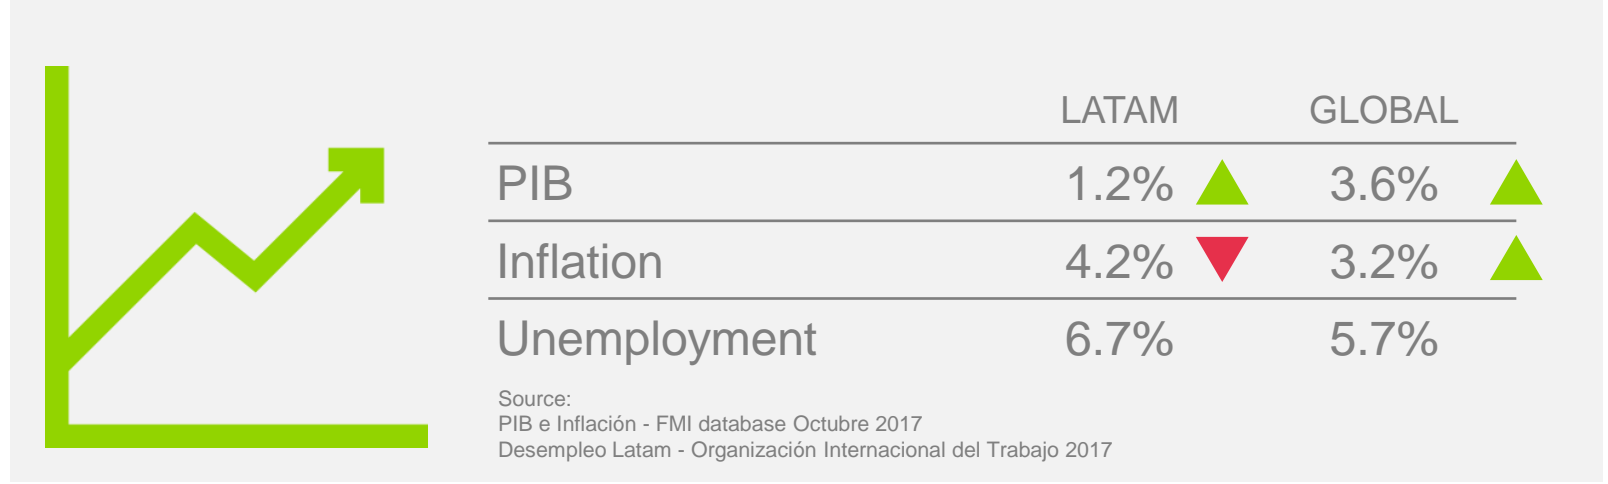 LATAM GLOBAL
PIB 1.2% 3.6%
Inflation 4.2% 3.2%
Unemployment 6.7% 5.7%
Source:
PIB e Inflación - FMI database Octubre 2017
Desempleo Latam - Organización Internacional del Trabajo 2017